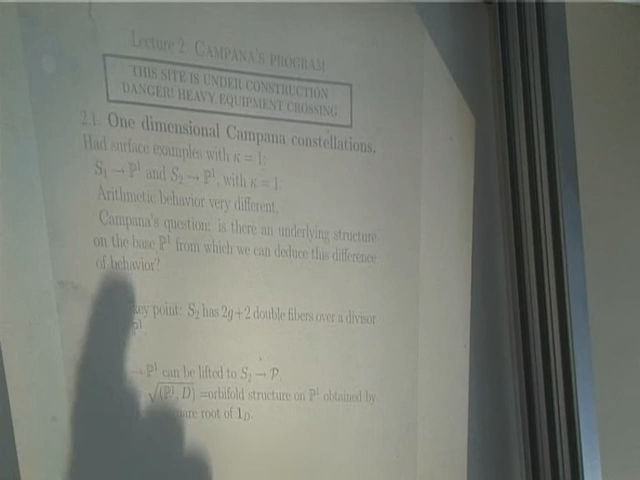 Lecture 2. CAMPANA'S PROGRAM
THIS SITE IS UNDER CONSTRUCTION
DANGER! HEAVY EQUIPMENT CROSSING
2.1. One dimensional Campana constellations.
Had surface examples with κ = 1:
S₁ → ℙ¹ and S₂ → ℙ¹, with κ = 1
Arithmetic behavior very different.
Campana's question: is there an underlying structure
on the base ℙ¹ from which we can deduce this difference
of behavior?
key point: S₂ has 2g+2 double fibers over a divisor
ℙ¹
→ ℙ¹ can be lifted to S₂ → 𝒫,
√(ℙ¹, D) =orbifold structure on ℙ¹ obtained by
root of 1_D.